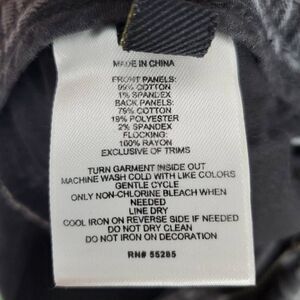 MADE IN CHINA
FRONT PANELS:
99% COTTON
1% SPANDEX
BACK PANELS:
79% COTTON
19% POLYESTER
2% SPANDEX
FLOCKING:
100% RAYON
EXCLUSIVE OF TRIMS
TURN GARMENT INSIDE OUT
MACHINE WASH COLD WITH LIKE COLORS
GENTLE CYCLE
ONLY NON-CHLORINE BLEACH WHEN
NEEDED
LINE DRY
COOL IRON ON REVERSE SIDE IF NEEDED
DO NOT DRY CLEAN
DO NOT IRON ON DECORATION
RN# 55285